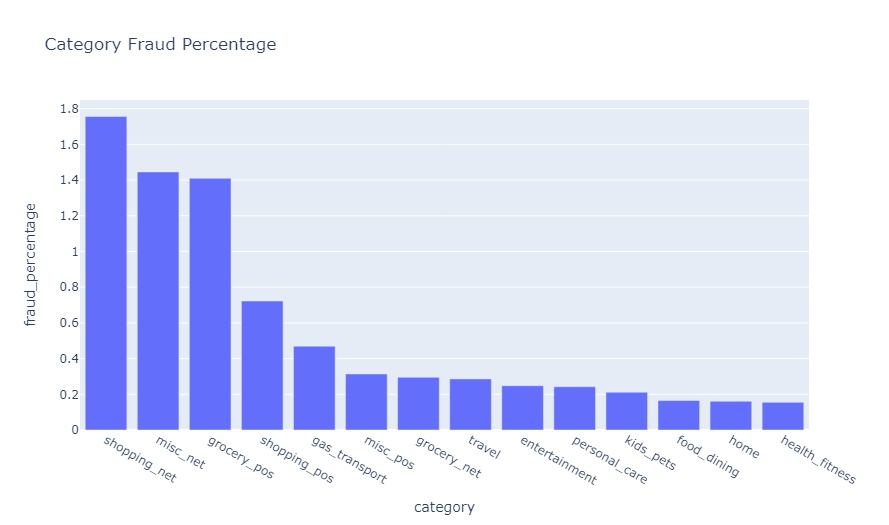 Category Fraud Percentage
fraud_percentage
1.8
1.6
1.4
1.2
1
0.8
0.6
0.4
0.2
0
shopping_net
misc_net
grocery_pos
shopping_pos
gas_transport
misc_pos
grocery_net
travel
entertainment
personal_care
kids_pets
food_dining
home
health_fitness
category